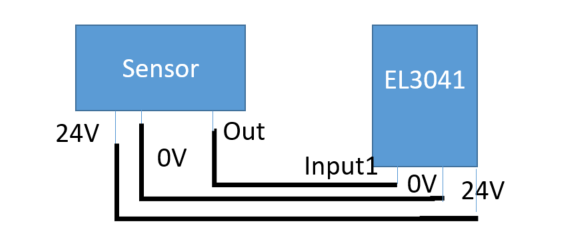 Sensor
EL3041
24V
Out
0V
Input1
0V
24V